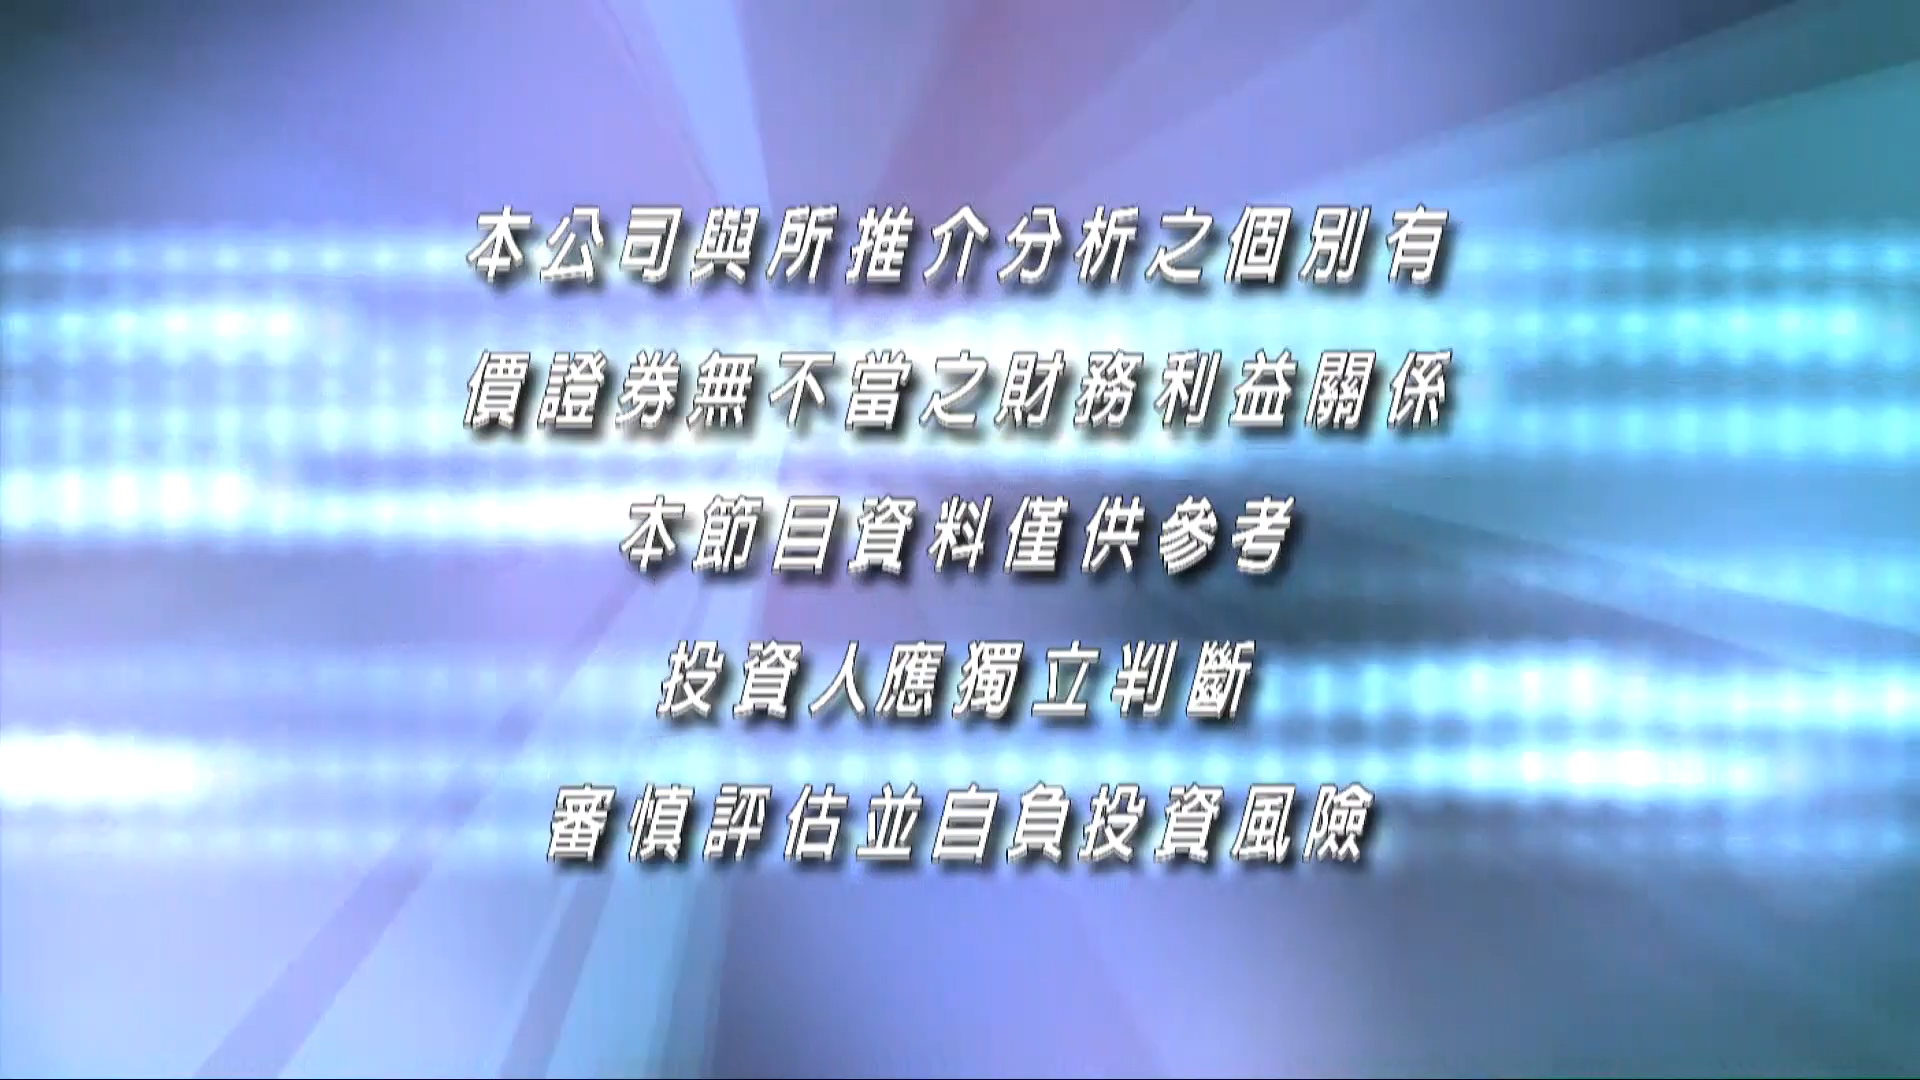 本公司與所推介分析之個別有
價證券無不當之財務利益關係
本節目資料僅供參考
投資人應獨立判斷
審慎評估並自負投資風險